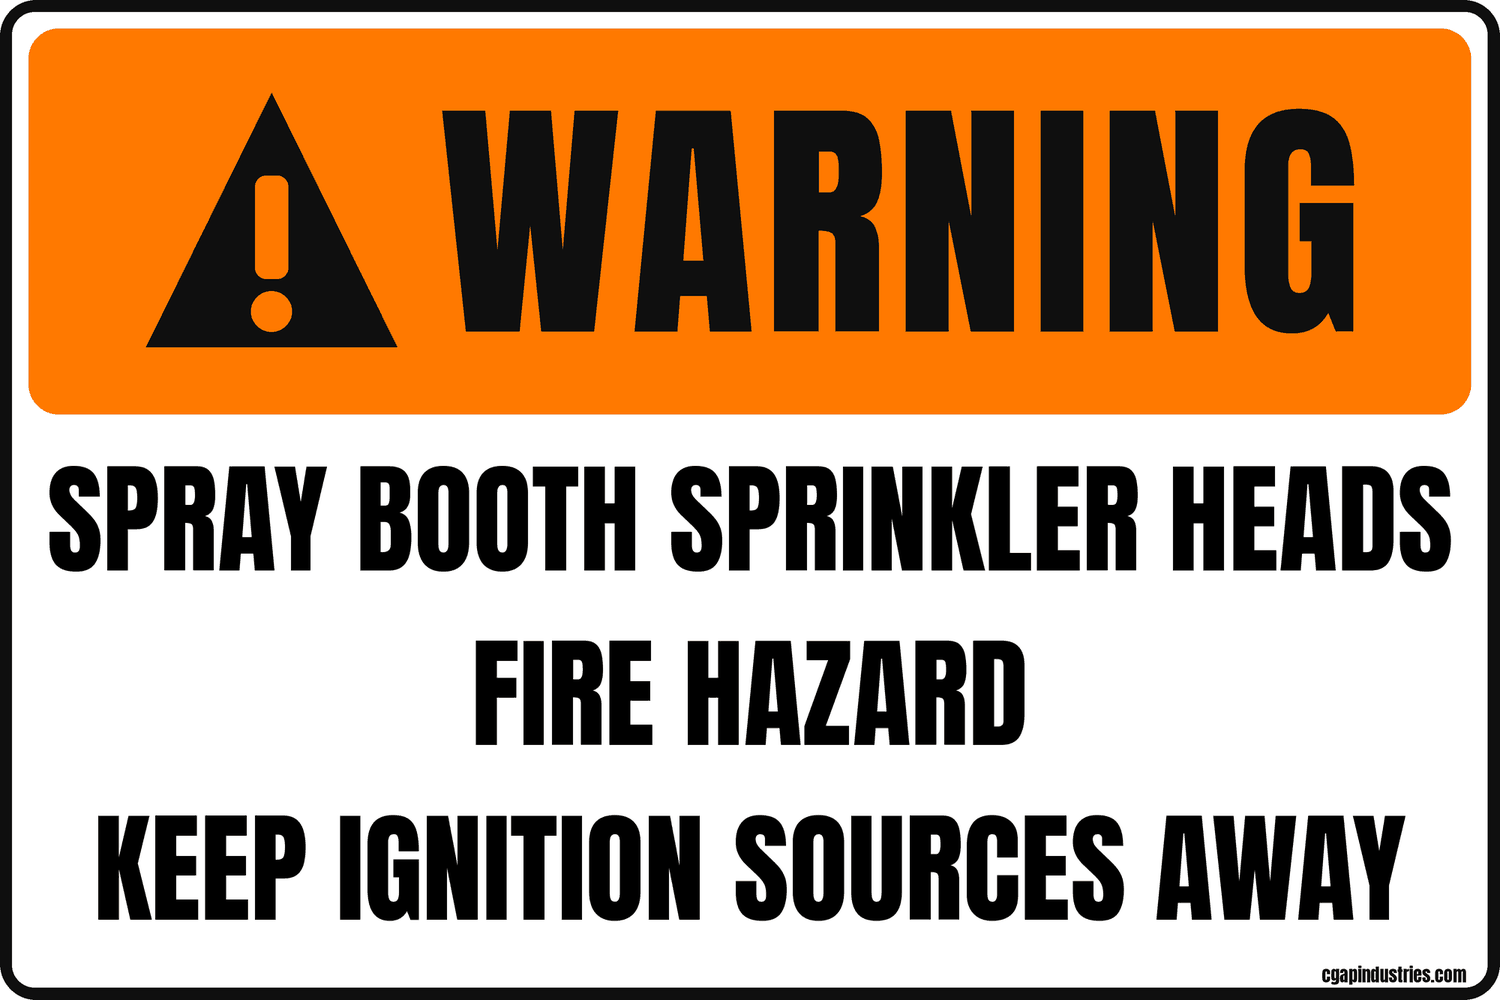 WARNING
SPRAY BOOTH SPRINKLER HEADS
FIRE HAZARD
KEEP IGNITION SOURCES AWAY
cgapindustries.com